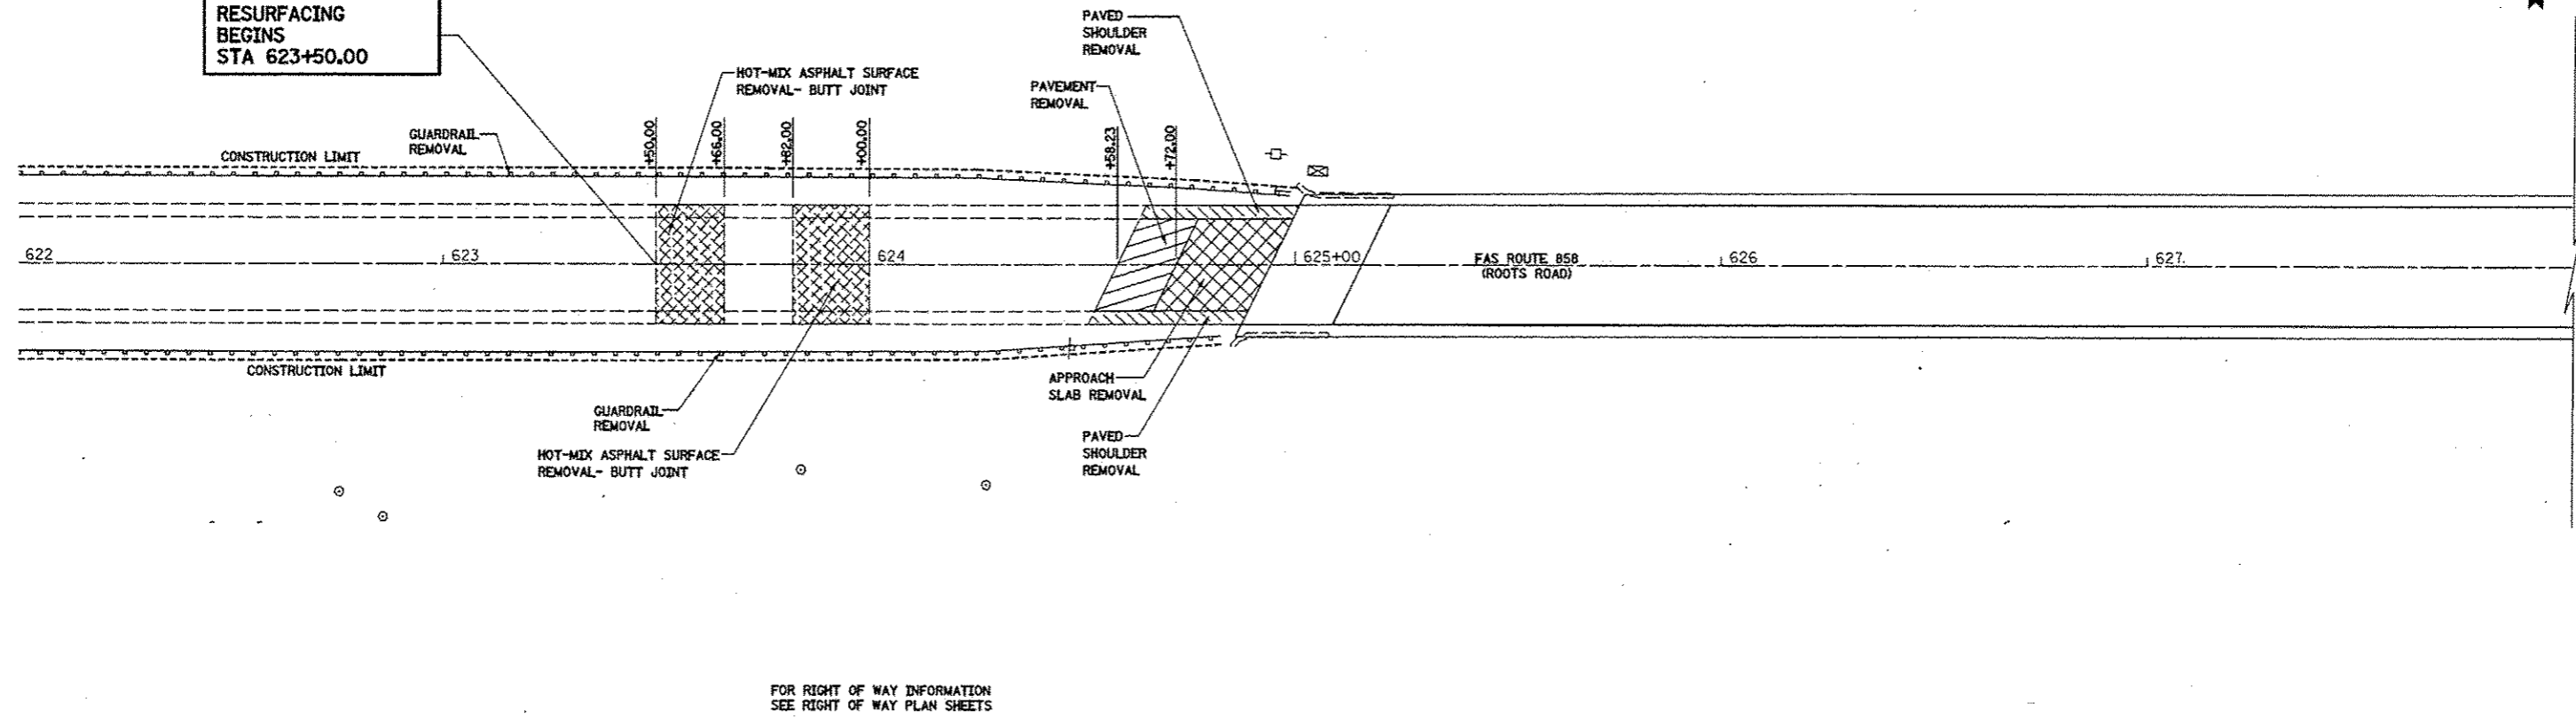 RESURFACING
BEGINS
STA 623+50.00
PAVED
SHOULDER
REMOVAL
HOT-MIX ASPHALT SURFACE
REMOVAL- BUTT JOINT
PAVEMENT
REMOVAL
GUARDRAIL
REMOVAL
CONSTRUCTION LIMIT
+50.00
+66.00
+82.00
+00.00
+58.23
+72.00
622
623
624
625+00
FAS ROUTE 858
(ROOTS ROAD)
626
627
CONSTRUCTION LIMIT
APPROACH
SLAB REMOVAL
GUARDRAIL
REMOVAL
PAVED
SHOULDER
REMOVAL
HOT-MIX ASPHALT SURFACE
REMOVAL- BUTT JOINT
FOR RIGHT OF WAY INFORMATION
SEE RIGHT OF WAY PLAN SHEETS